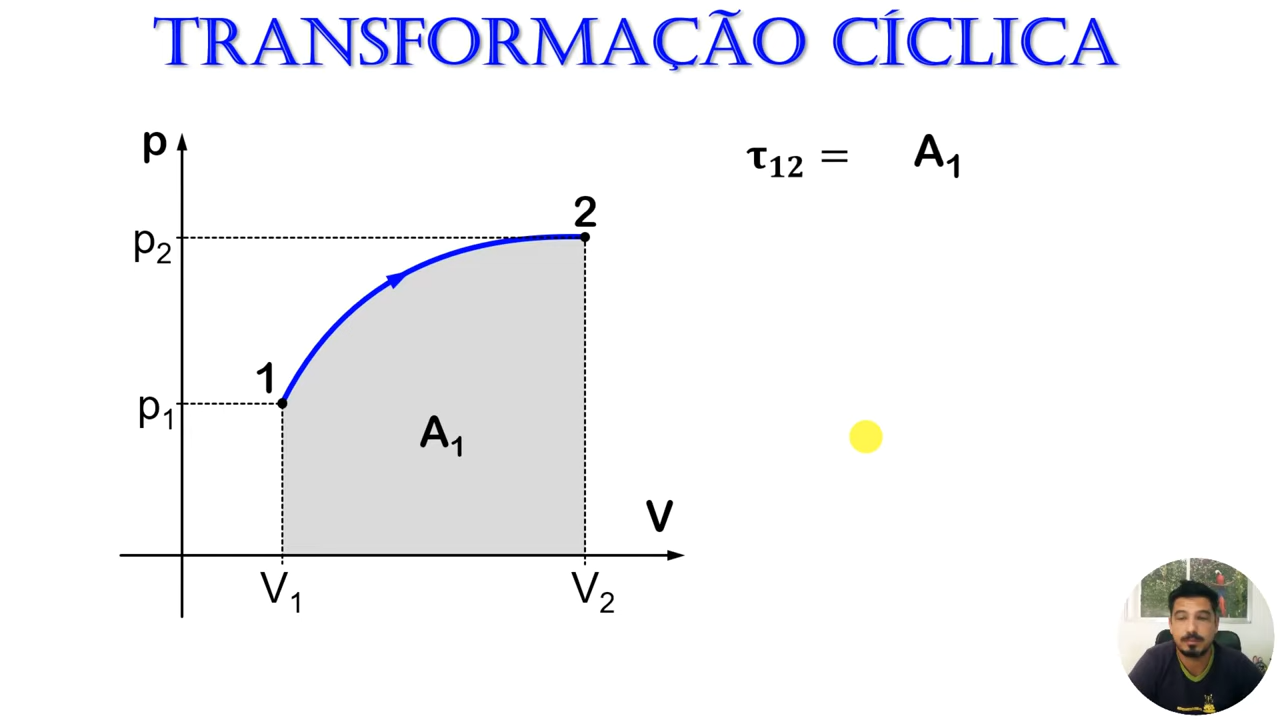 TRANSFORMAÇÃO CÍCLICA
p
τ₁₂ = A₁
2
p₂
1
p₁
A₁
V
V₁
V₂